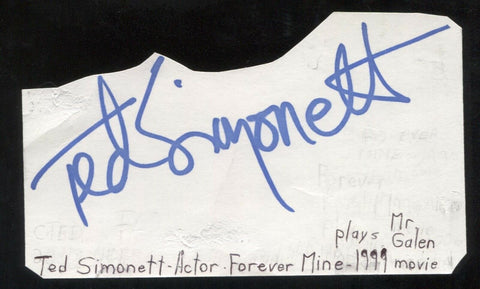 Ted Simonett
plays Mr Galen
Ted Simonett-Actor. Forever Mine-1999 movie